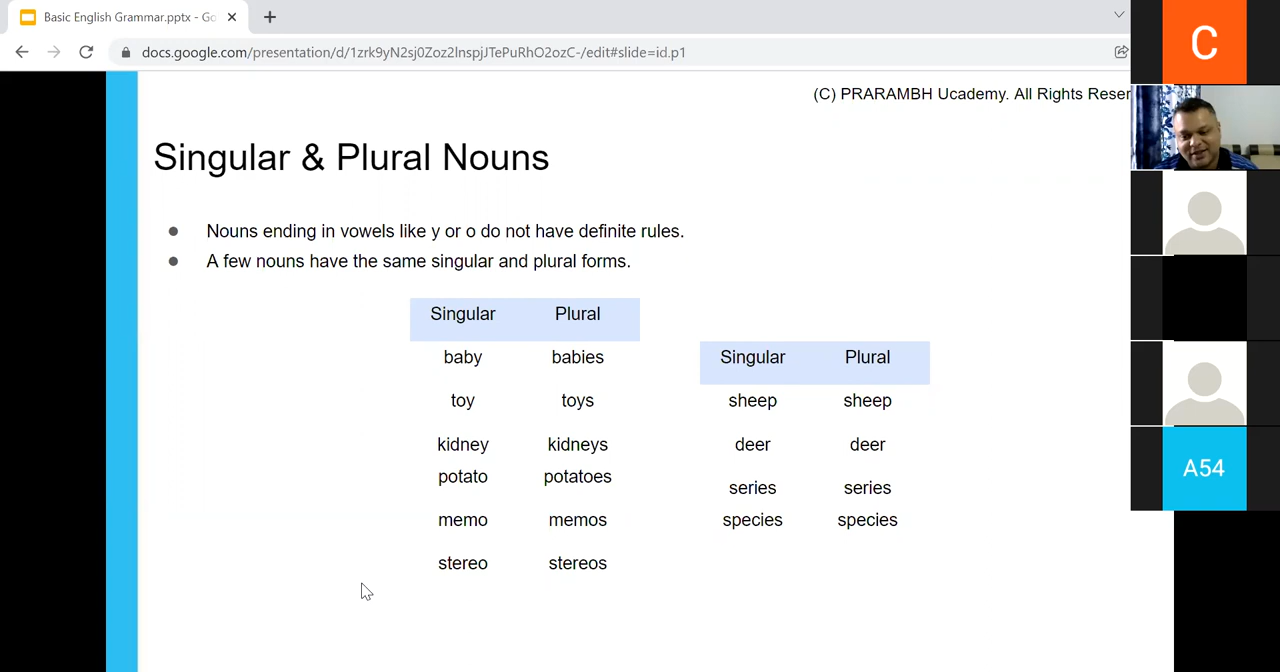 Basic English Grammar.pptx - Go
docs.google.com/presentation/d/1zrk9yN2sj0Zoz2lnspjJTePuRhO2ozC-/edit#slide=id.p1
(C) PRARAMBH Ucademy. All Rights Reser
C
Singular & Plural Nouns
● Nouns ending in vowels like y or o do not have definite rules.
● A few nouns have the same singular and plural forms.
Singular Plural
baby babies
toy toys
kidney kidneys
potato potatoes
memo memos
stereo stereos
Singular Plural
sheep sheep
deer deer
series series
species species
A54